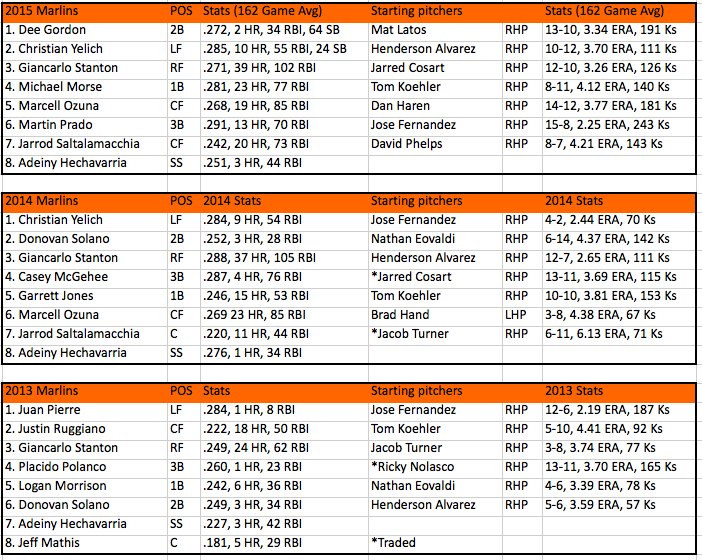 2015 Marlins POS Stats (162 Game Avg) Starting pitchers Stats (162 Game Avg)
1. Dee Gordon 2B .272, 2 HR, 34 RBI, 64 SB Mat Latos RHP 13-10, 3.34 ERA, 191 Ks
2. Christian Yelich LF .285, 10 HR, 55 RBI, 24 SB Henderson Alvarez RHP 10-12, 3.70 ERA, 111 Ks
3. Giancarlo Stanton RF .271, 39 HR, 102 RBI Jarred Cosart RHP 12-10, 3.26 ERA, 126 Ks
4. Michael Morse 1B .281, 23 HR, 77 RBI Tom Koehler RHP 8-11, 4.12 ERA, 140 Ks
5. Marcell Ozuna CF .268, 19 HR, 85 RBI Dan Haren RHP 14-12, 3.77 ERA, 181 Ks
6. Martin Prado 3B .291, 13 HR, 70 RBI Jose Fernandez RHP 15-8, 2.25 ERA, 243 Ks
7. Jarrod Saltalamacchia CF .242, 20 HR, 73 RBI David Phelps RHP 8-7, 4.21 ERA, 143 Ks
8. Adeiny Hechavarria SS .251, 3 HR, 44 RBI
2014 Marlins POS 2014 Stats Starting pitchers 2014 Stats
1. Christian Yelich LF .284, 9 HR, 54 RBI Jose Fernandez RHP 4-2, 2.44 ERA, 70 Ks
2. Donovan Solano 2B .252, 3 HR, 28 RBI Nathan Eovaldi RHP 6-14, 4.37 ERA, 142 Ks
3. Giancarlo Stanton RF .288, 37 HR, 105 RBI Henderson Alvarez RHP 12-7, 2.65 ERA, 111 Ks
4. Casey McGehee 3B .287, 4 HR, 76 RBI *Jarred Cosart RHP 13-11, 3.69 ERA, 115 Ks
5. Garrett Jones 1B .246, 15 HR, 53 RBI Tom Koehler RHP 10-10, 3.81 ERA, 153 Ks
6. Marcell Ozuna CF .269 23 HR, 85 RBI Brad Hand LHP 3-8, 4.38 ERA, 67 Ks
7. Jarrod Saltalamacchia C .220, 11 HR, 44 RBI *Jacob Turner RHP 6-11, 6.13 ERA, 71 Ks
8. Adeiny Hechavarria SS .276, 1 HR, 34 RBI
2013 Marlins POS Stats Starting pitchers 2013 Stats
1. Juan Pierre LF .284, 1 HR, 8 RBI Jose Fernandez RHP 12-6, 2.19 ERA, 187 Ks
2. Justin Ruggiano CF .222, 18 HR, 50 RBI Tom Koehler RHP 5-10, 4.41 ERA, 92 Ks
3. Giancarlo Stanton RF .249, 24 HR, 62 RBI Jacob Turner RHP 3-8, 3.74 ERA, 77 Ks
4. Placido Polanco 3B .260, 1 HR, 23 RBI *Ricky Nolasco RHP 13-11, 3.70 ERA, 165 Ks
5. Logan Morrison 1B .242, 6 HR, 36 RBI Nathan Eovaldi RHP 4-6, 3.39 ERA, 78 Ks
6. Donovan Solano 2B .249, 3 HR, 34 RBI Henderson Alvarez RHP 5-6, 3.59 ERA, 57 Ks
7. Adeiny Hechavarria SS .227, 3 HR, 42 RBI
8. Jeff Mathis C .181, 5 HR, 29 RBI *Traded